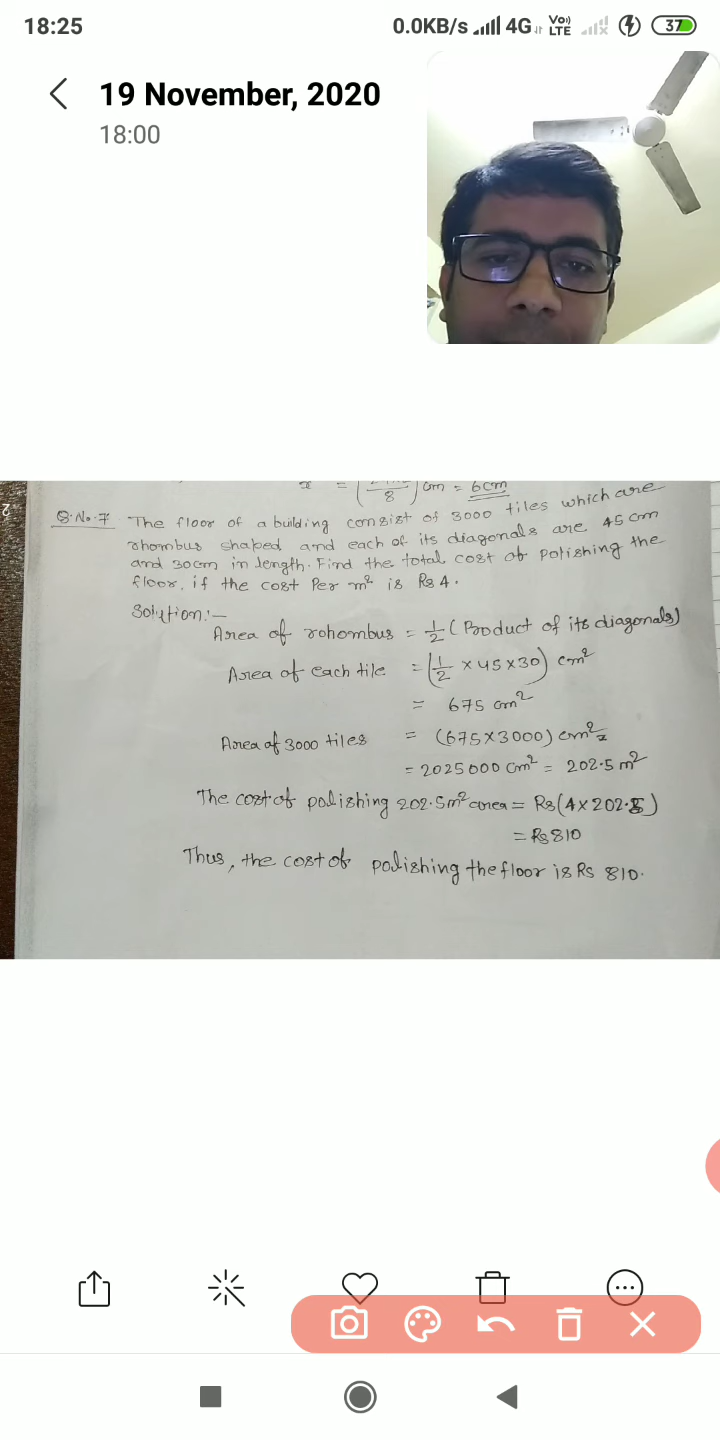 18:25
0.0KB/s 4G Vo)) LTE 37
19 November, 2020
18:00
8 cm = 6cm
Q.No.7 The floor of a building consist of 3000 tiles which are
rhombus shaped and each of its diagonals are 45 cm
and 30cm in length. Find the total cost of polishing the
floor, if the cost Per m² is Rs 4.
Solution:-
Area of rohombus = 1/2 (Product of its diagonals)
Area of each tile = (1/2 × 45 × 30) cm²
= 675 cm²
Area of 3000 tiles = (675×3000) cm²
= 2025000 cm² = 202.5 m²
The cost of polishing 202.5m² area = Rs(4×202.5)
= Rs 810
Thus, the cost of polishing the floor is Rs 810.